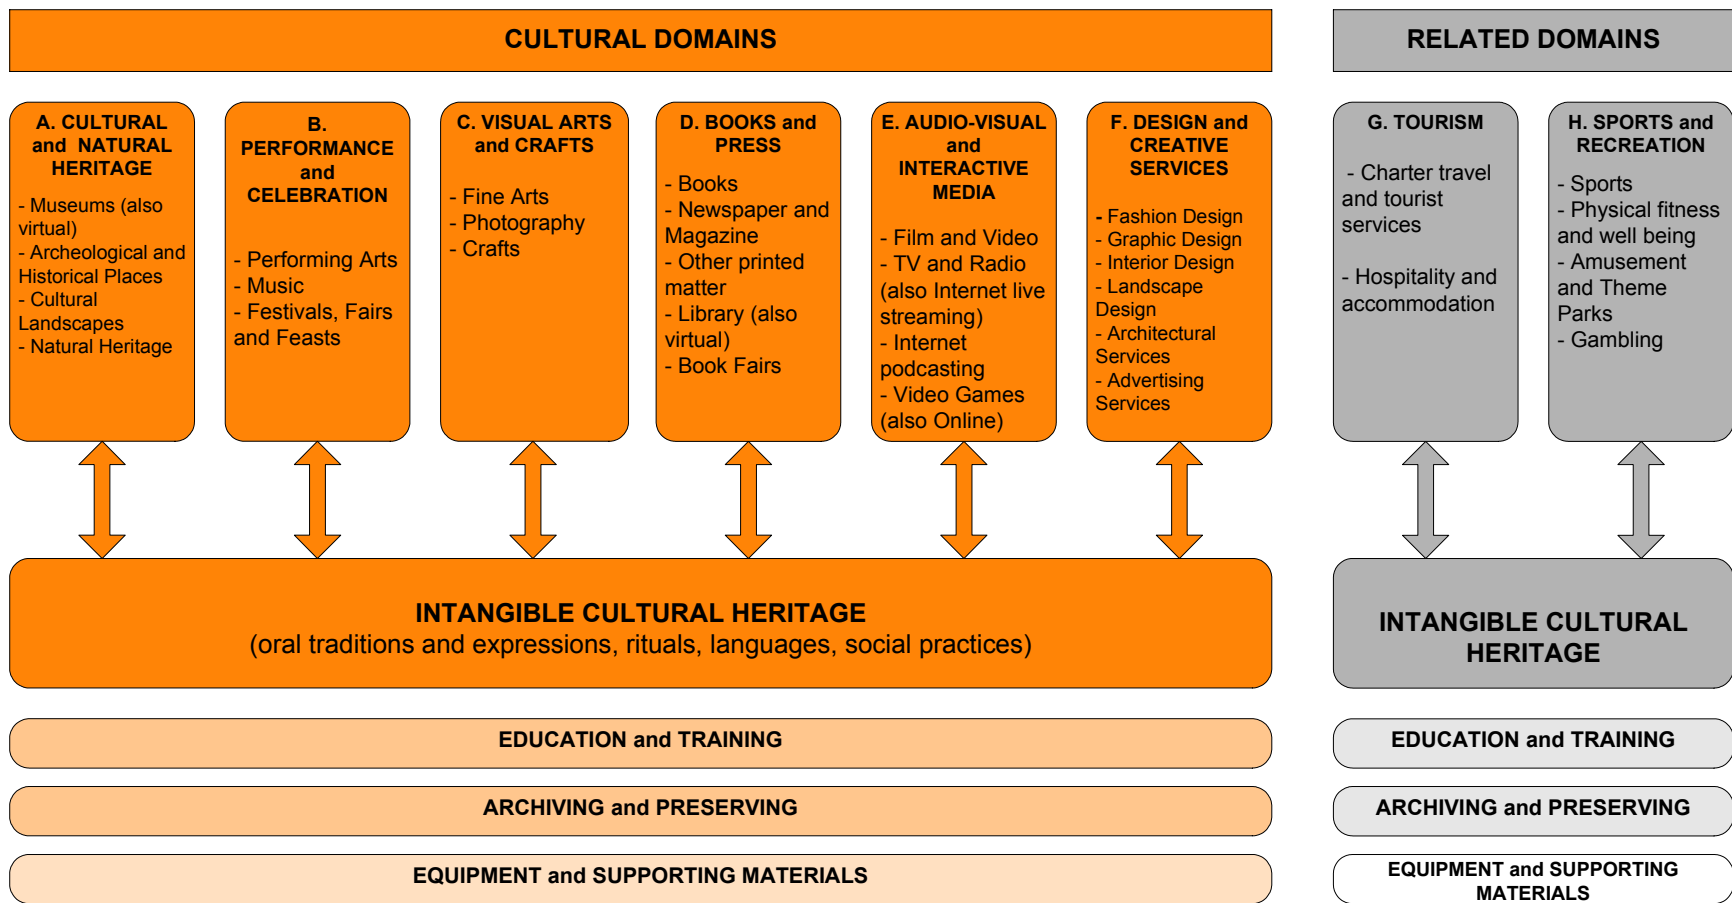 CULTURAL DOMAINS
RELATED DOMAINS
A. CULTURAL
and NATURAL
HERITAGE
- Museums (also
virtual)
- Archeological and
Historical Places
- Cultural
Landscapes
- Natural Heritage
B.
PERFORMANCE
and
CELEBRATION
- Performing Arts
- Music
- Festivals, Fairs
and Feasts
C. VISUAL ARTS
and CRAFTS
- Fine Arts
- Photography
- Crafts
D. BOOKS and
PRESS
- Books
- Newspaper and
Magazine
- Other printed
matter
- Library (also
virtual)
- Book Fairs
E. AUDIO-VISUAL
and
INTERACTIVE
MEDIA
- Film and Video
- TV and Radio
(also Internet live
streaming)
- Internet
podcasting
- Video Games
(also Online)
F. DESIGN and
CREATIVE
SERVICES
- Fashion Design
- Graphic Design
- Interior Design
- Landscape
Design
- Architectural
Services
- Advertising
Services
G. TOURISM
- Charter travel
and tourist
services
- Hospitality and
accommodation
H. SPORTS and
RECREATION
- Sports
- Physical fitness
and well being
- Amusement
and Theme
Parks
- Gambling
INTANGIBLE CULTURAL HERITAGE
(oral traditions and expressions, rituals, languages, social practices)
INTANGIBLE CULTURAL
HERITAGE
EDUCATION and TRAINING
EDUCATION and TRAINING
ARCHIVING and PRESERVING
ARCHIVING and PRESERVING
EQUIPMENT and SUPPORTING MATERIALS
EQUIPMENT and SUPPORTING
MATERIALS